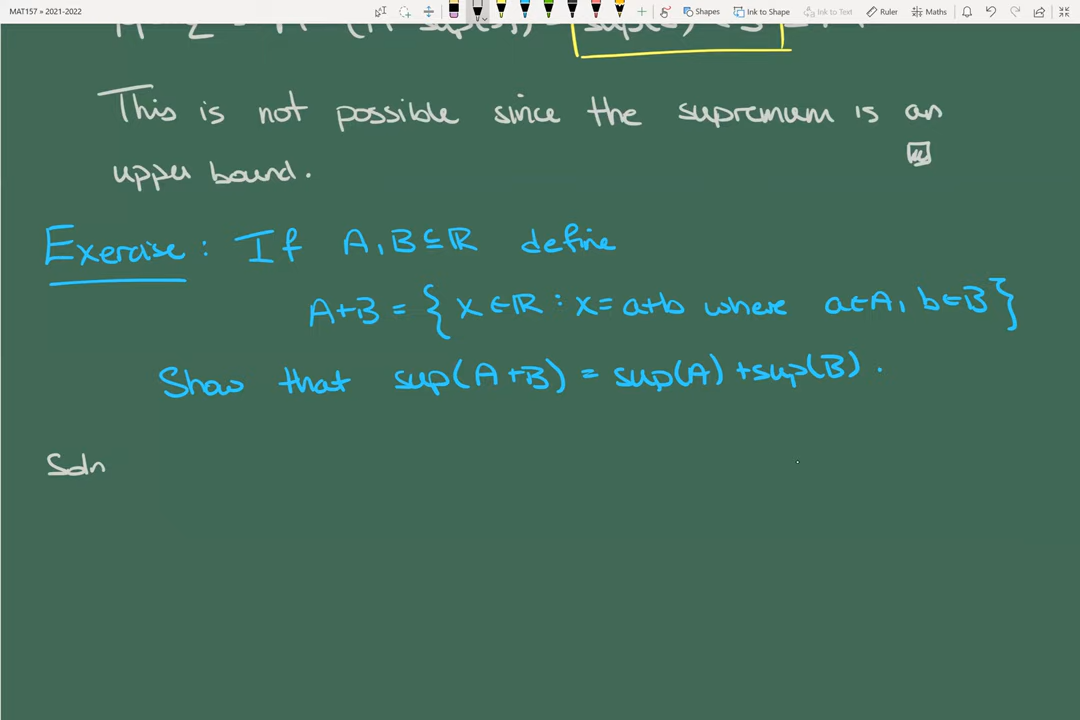 MAT157 » 2021-2022
Shapes Ink to Shape Ink to Text Ruler Maths
This is not possible since the supremum is an
upper bound.
Exercise: If A, B ⊆ ℝ define
A+B = { x ∈ ℝ : x = a+b where a ∈ A, b ∈ B }
Show that sup(A+B) = sup(A) + sup(B).
Soln